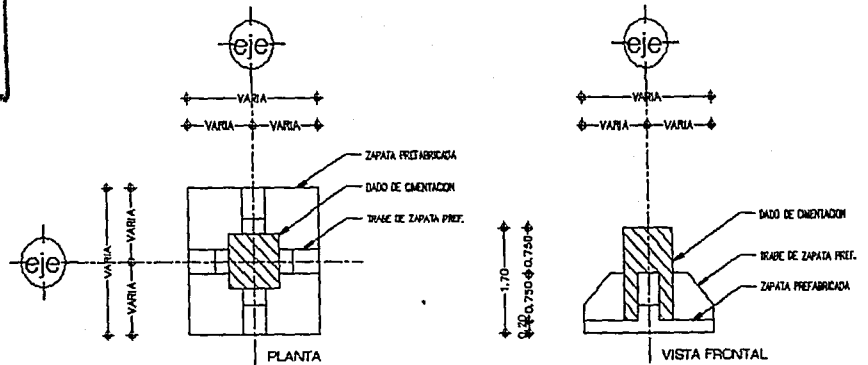 eje
VARIA
VARIA
VARIA
ZAPATA PREFABRICADA
DADO DE CIMENTACION
TRABE DE ZAPATA PREF.
VARIA
VARIA
VARIA
eje
PLANTA
eje
VARIA
VARIA
VARIA
DADO DE CIMENTACION
TRABE DE ZAPATA PREF.
ZAPATA PREFABRICADA
1.70
0.750
0.750
0.20
VISTA FRONTAL